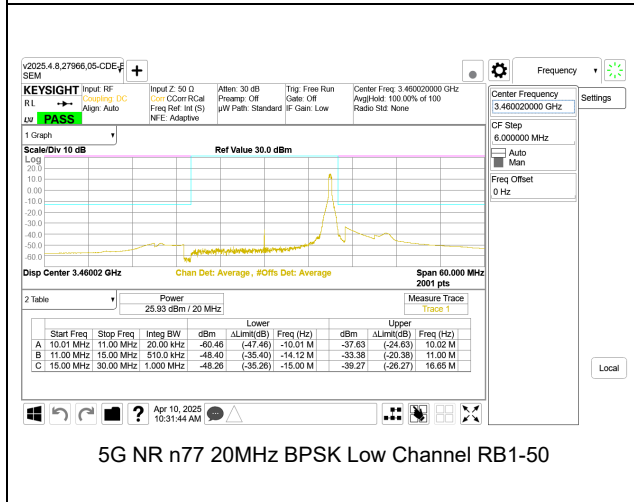 v2025.4.8,27966,05-CDE-E
SEM
+
Frequency
KEYSIGHT
RL
PASS
Input: RF
Coupling: DC
Align: Auto
Input Z: 50 Ω
Corr CCorr RCal
Freq Ref: Int (S)
NFE: Adaptive
Atten: 30 dB
Preamp: Off
µW Path: Standard
Trig: Free Run
Gate: Off
IF Gain: Low
Center Freq: 3.460020000 GHz
Avg|Hold: 100.00% of 100
Radio Std: None
Center Frequency
3.460020000 GHz
Settings
CF Step
6.000000 MHz
Auto
Man
Freq Offset
0 Hz
1 Graph
Scale/Div 10 dB Ref Value 30.0 dBm
Log
20.0
10.0
0.00
-10.0
-20.0
-30.0
-40.0
-50.0
-60.0
Disp Center 3.46002 GHz Chan Det: Average, #Offs Det: Average Span 60.000 MHz
2001 pts
2 Table
Power
25.93 dBm / 20 MHz
Measure Trace
Trace 1
Lower Upper
Start Freq Stop Freq Integ BW dBm ΔLimit(dB) Freq (Hz) dBm ΔLimit(dB) Freq (Hz)
A 10.01 MHz 11.00 MHz 20.00 kHz -60.46 (-47.46) -10.01 M -37.63 (-24.63) 10.02 M
B 11.00 MHz 15.00 MHz 510.0 kHz -48.40 (-35.40) -14.12 M -33.38 (-20.38) 11.00 M
C 15.00 MHz 30.00 MHz 1.000 MHz -48.26 (-35.26) -15.00 M -39.27 (-26.27) 16.65 M
Local
?
Apr 10, 2025
10:31:44 AM
5G NR n77 20MHz BPSK Low Channel RB1-50